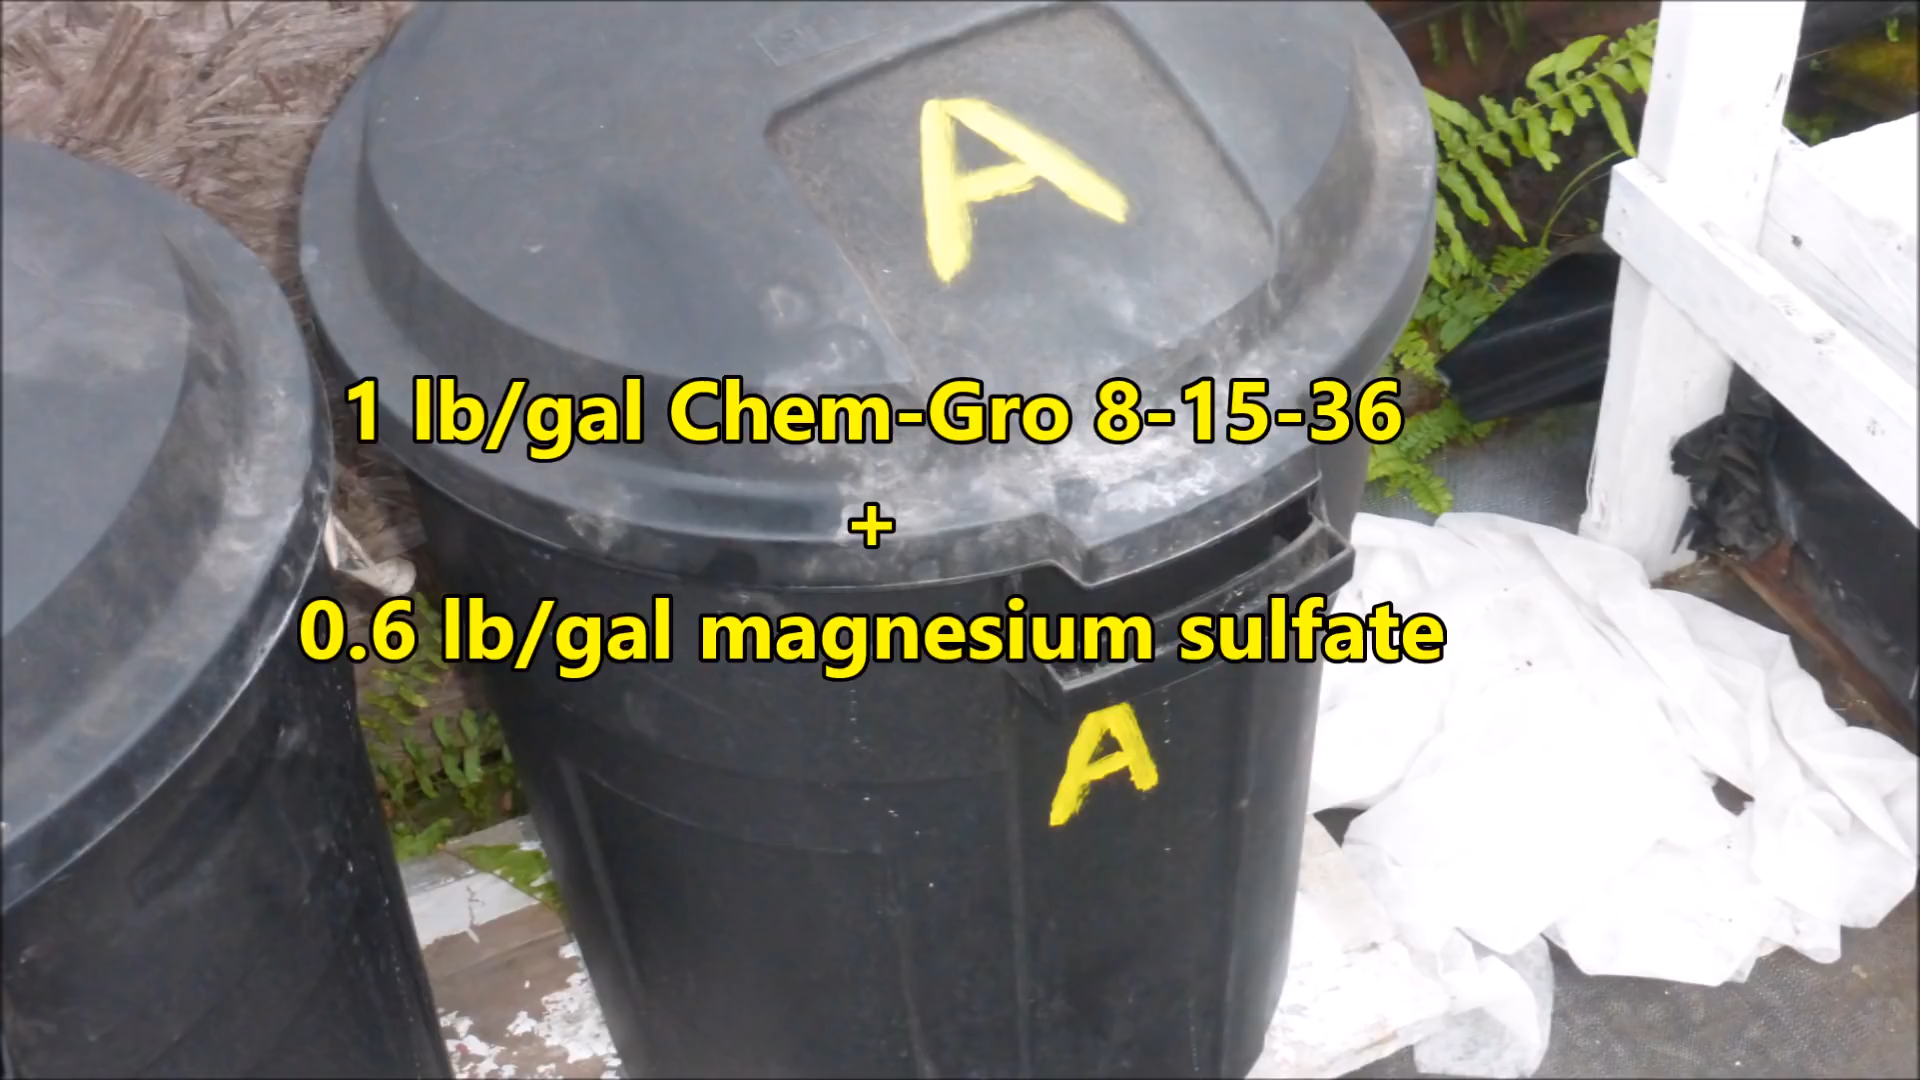 A
1 lb/gal Chem-Gro 8-15-36
+
0.6 lb/gal magnesium sulfate
A